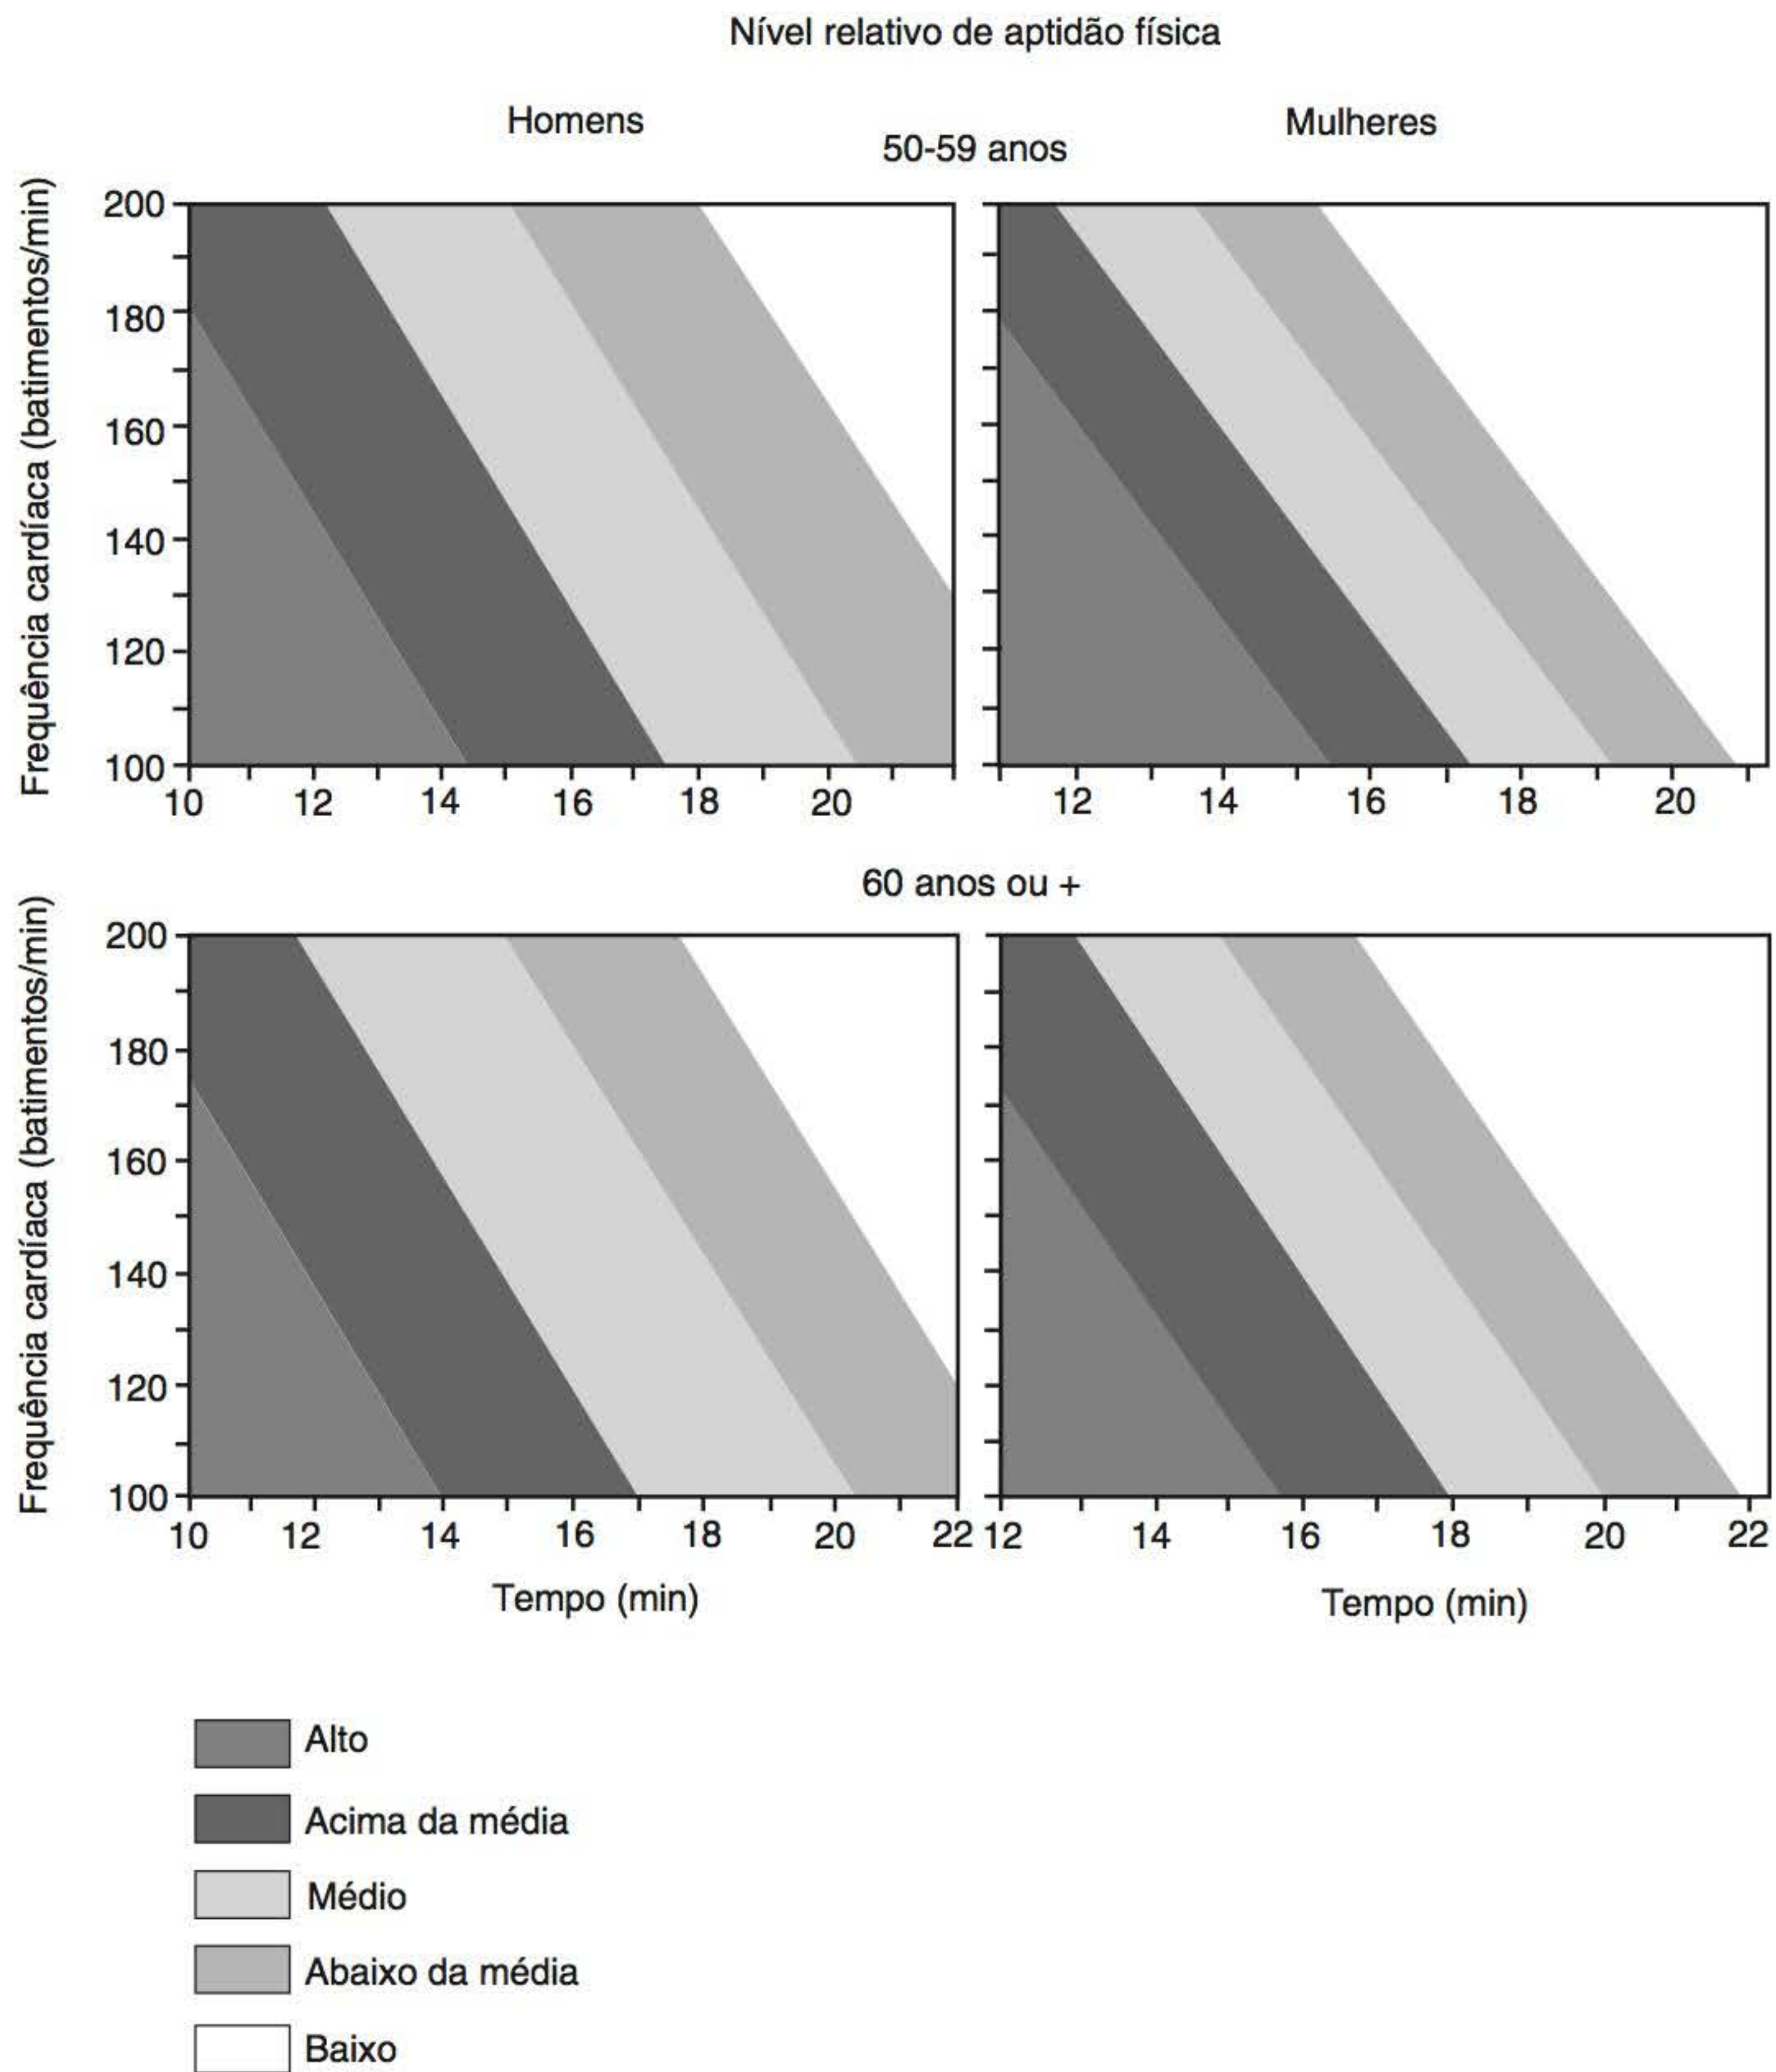 Nível relativo de aptidão física
Homens
Mulheres
50-59 anos
Frequência cardíaca (batimentos/min)
200
180
160
140
120
100
10 12 14 16 18 20
12 14 16 18 20
60 anos ou +
Frequência cardíaca (batimentos/min)
200
180
160
140
120
100
10 12 14 16 18 20 22
12 14 16 18 20 22
Tempo (min)
Tempo (min)
Alto
Acima da média
Médio
Abaixo da média
Baixo